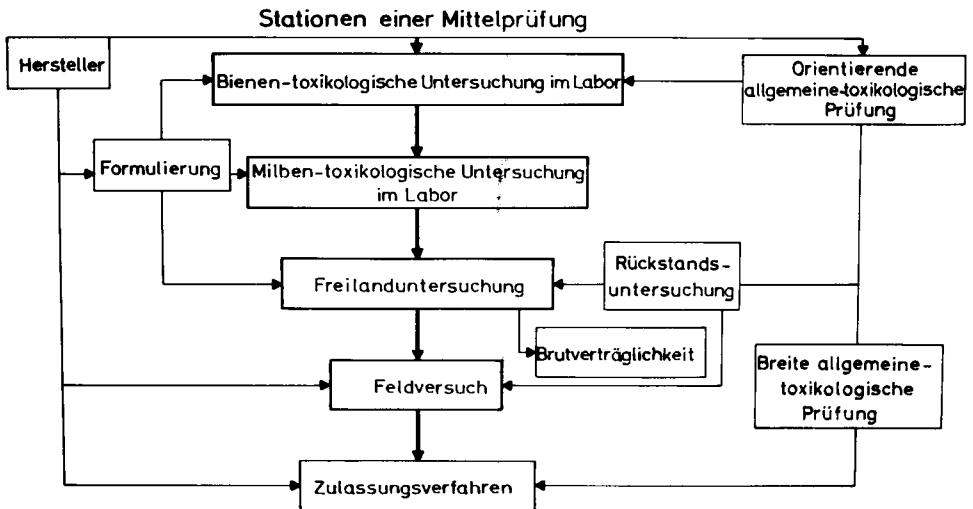 Stationen einer Mittelprüfung
Hersteller
Bienen-toxikologische Untersuchung im Labor
Orientierende
allgemeine-toxikologische
Prüfung
Formulierung
Milben-toxikologische Untersuchung
im Labor
Freilanduntersuchung
Rückstands-
untersuchung
Brutverträglichkeit
Feldversuch
Breite allgemeine-
toxikologische
Prüfung
Zulassungsverfahren